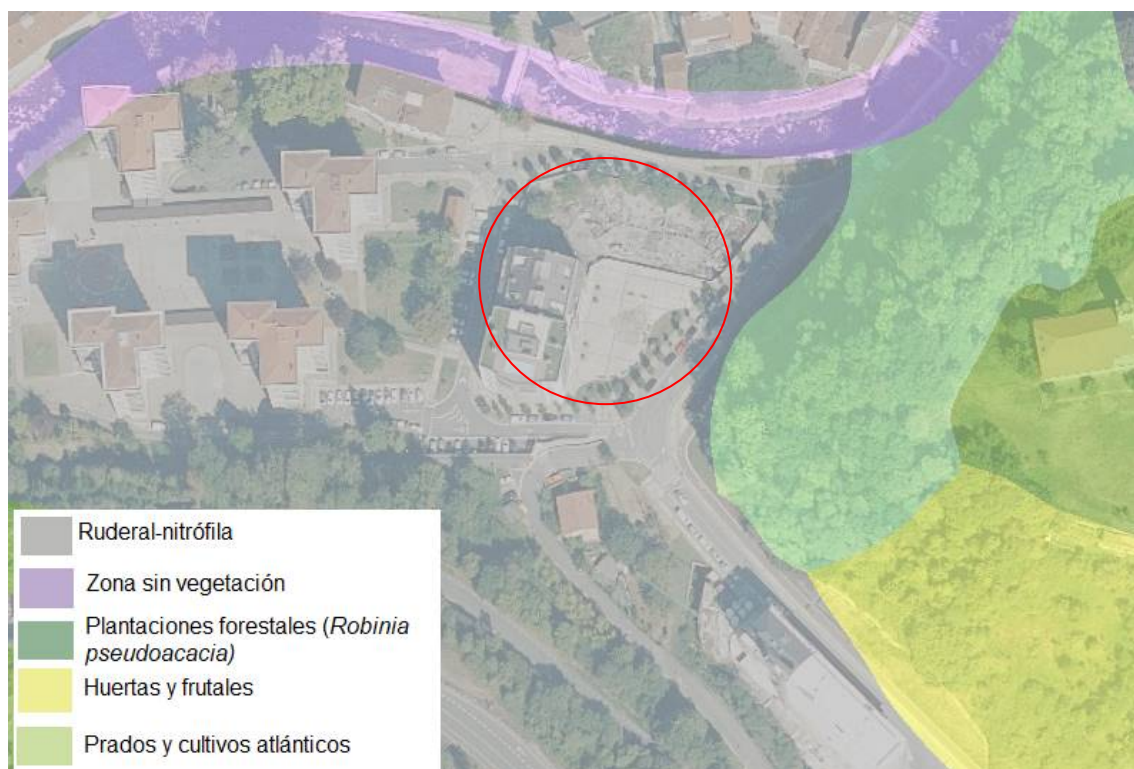 Ruderal-nitrófila
Zona sin vegetación
Plantaciones forestales (Robinia
pseudoacacia)
Huertas y frutales
Prados y cultivos atlánticos